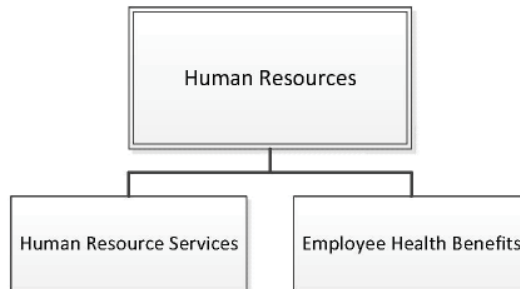 Human Resources
Human Resource Services
Employee Health Benefits